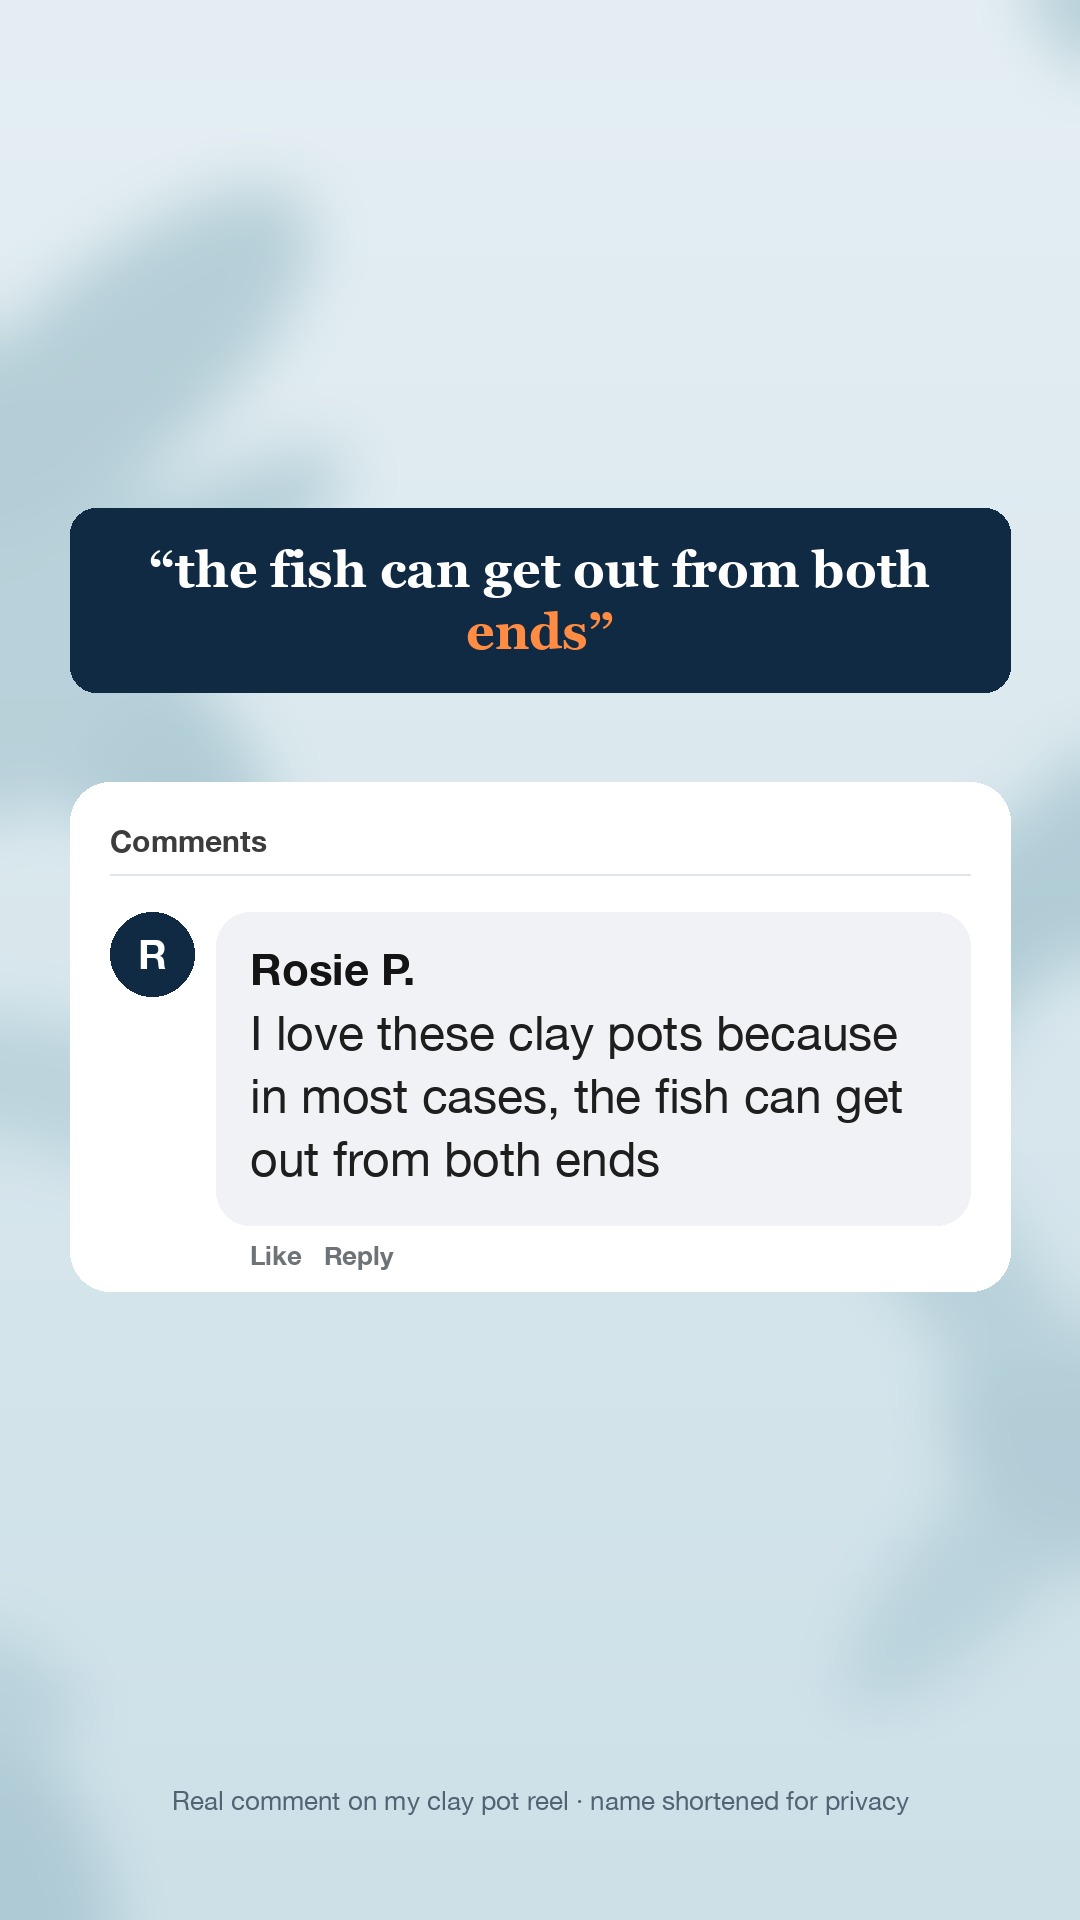 “the fish can get out from both
ends”
Comments
R
Rosie P.
I love these clay pots because
in most cases, the fish can get
out from both ends
Like Reply
Real comment on my clay pot reel · name shortened for privacy